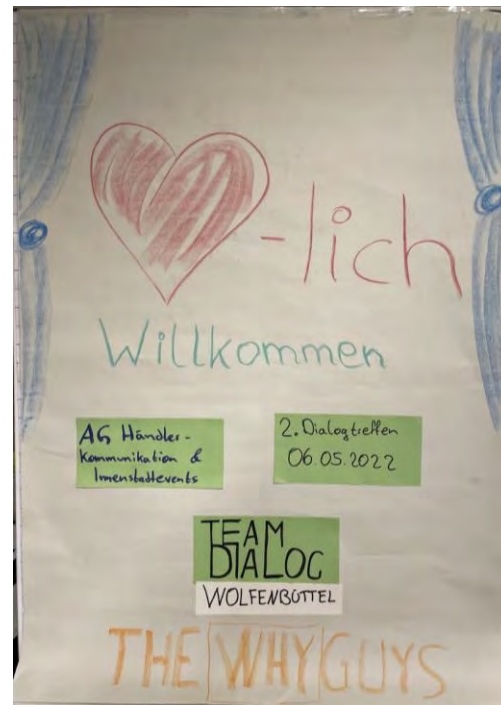 -lich
Willkommen
AG Händler-
Kommunikation &
Innenstadtevents
2. Dialogtreffen
06.05.2022
TEAM
DIALOG
WOLFENBÜTTEL
THE WHY GUYS